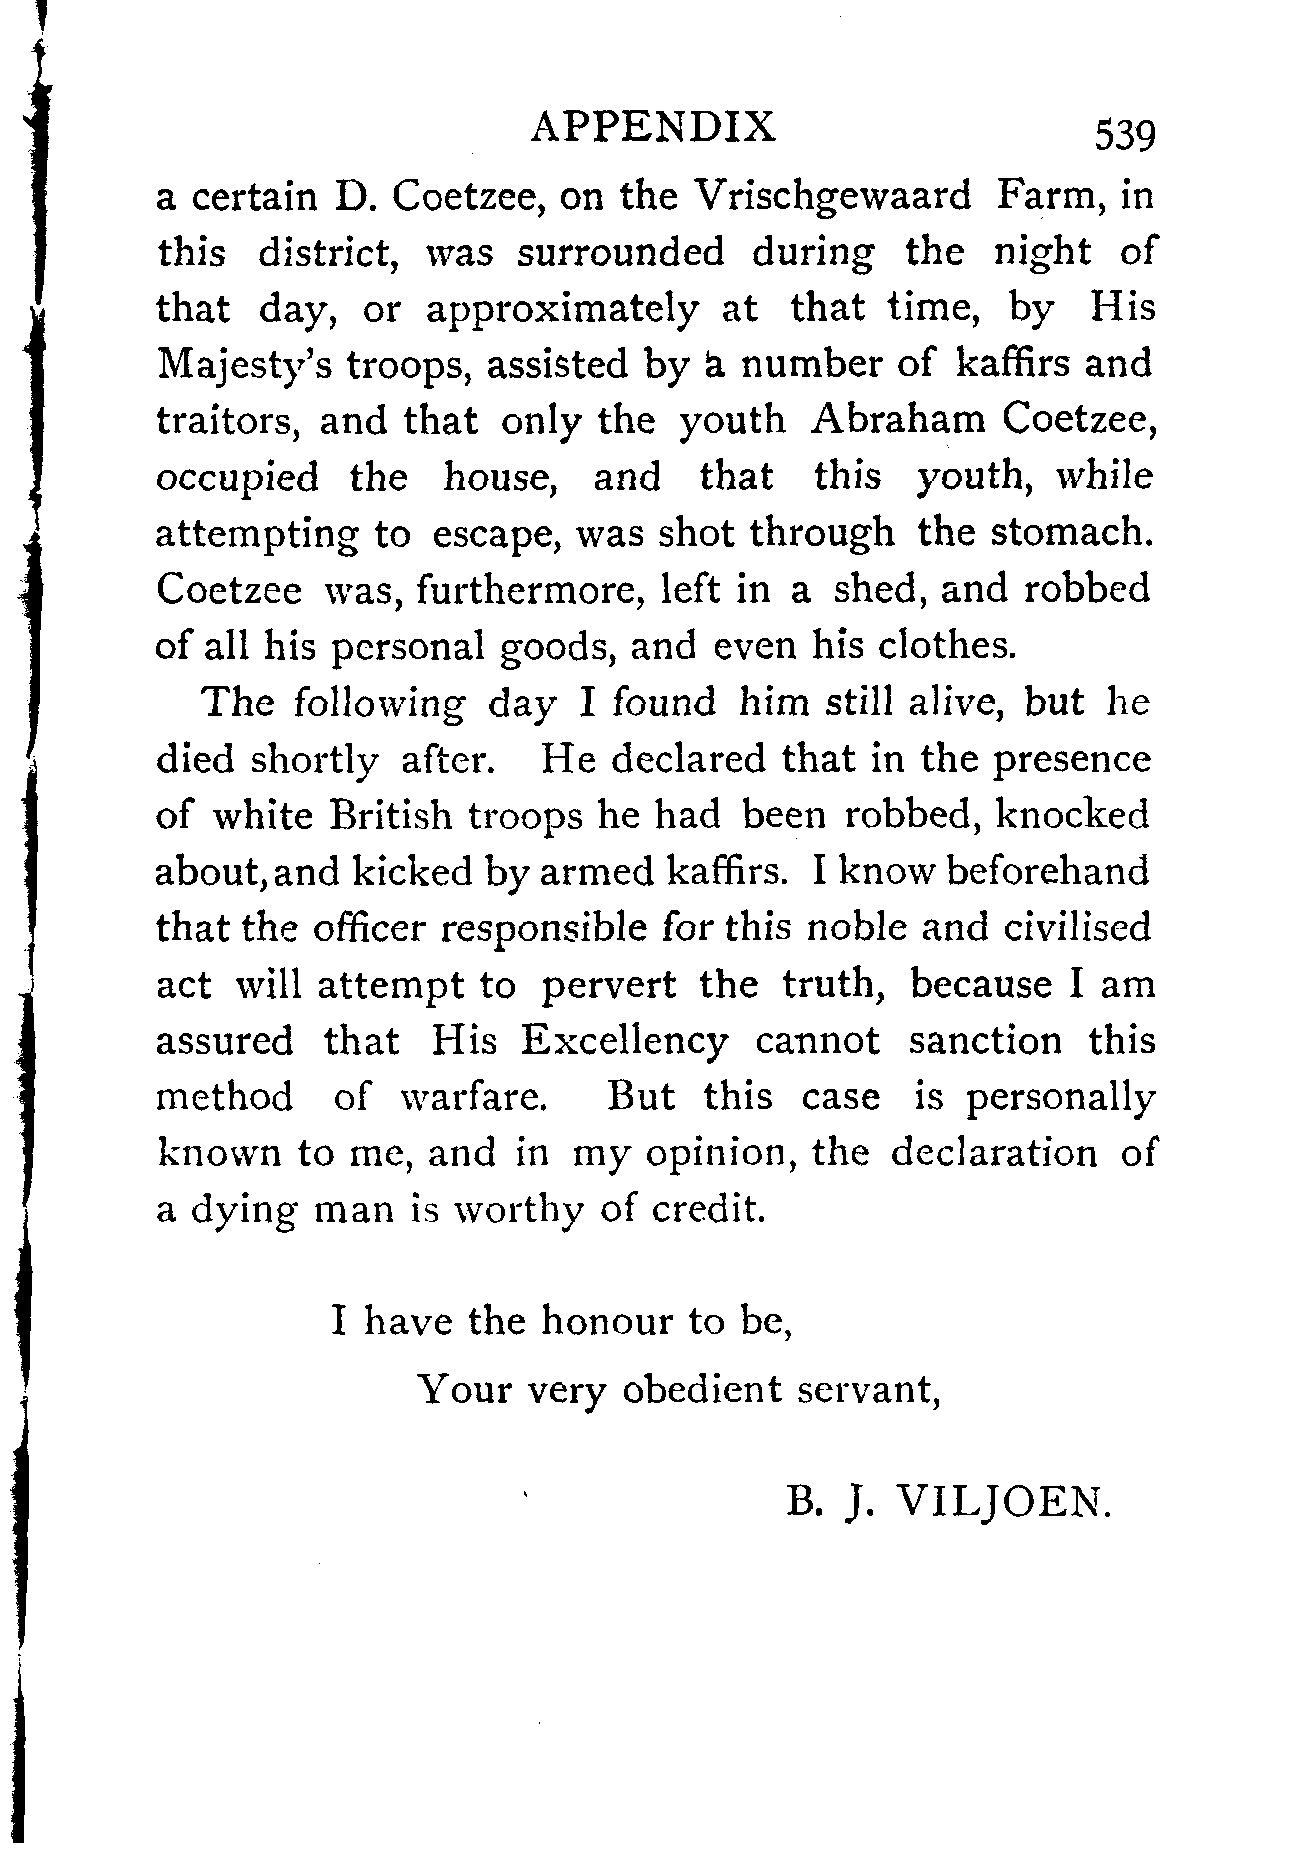 APPENDIX 539
a certain D. Coetzee, on the Vrischgewaard Farm, in
this district, was surrounded during the night of
that day, or approximately at that time, by His
Majesty's troops, assisted by a number of kaffirs and
traitors, and that only the youth Abraham Coetzee,
occupied the house, and that this youth, while
attempting to escape, was shot through the stomach.
Coetzee was, furthermore, left in a shed, and robbed
of all his personal goods, and even his clothes.
The following day I found him still alive, but he
died shortly after. He declared that in the presence
of white British troops he had been robbed, knocked
about, and kicked by armed kaffirs. I know beforehand
that the officer responsible for this noble and civilised
act will attempt to pervert the truth, because I am
assured that His Excellency cannot sanction this
method of warfare. But this case is personally
known to me, and in my opinion, the declaration of
a dying man is worthy of credit.
I have the honour to be,
Your very obedient servant,
B. J. VILJOEN.